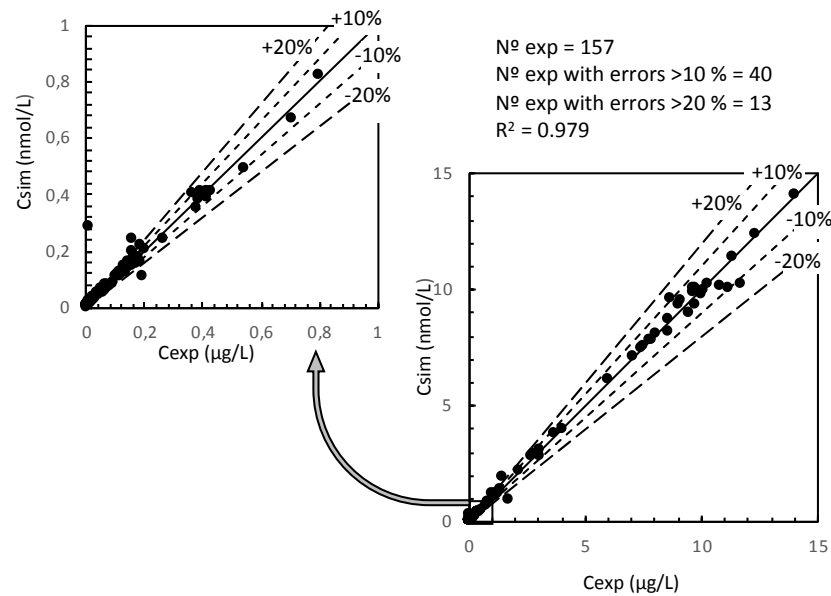 1
+10%
+20%
-10%
-20%
0,8
0,6
0,4
0,2
0
Csim (nmol/L)
0 0,2 0,4 0,6 0,8 1
Cexp (µg/L)
Nº exp = 157
Nº exp with errors >10 % = 40
Nº exp with errors >20 % = 13
R² = 0.979
15
+10%
+20%
-10%
-20%
10
5
0
Csim (nmol/L)
0 5 10 15
Cexp (µg/L)